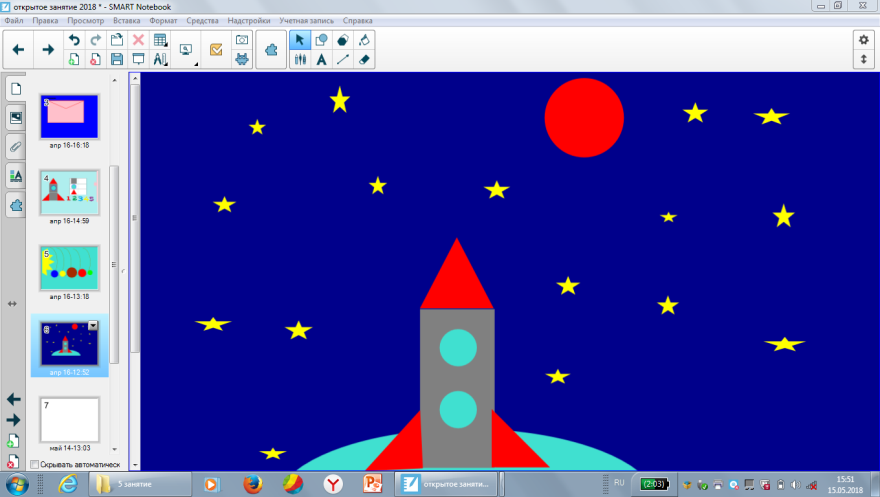 открытое занятие 2018 * - SMART Notebook
Файл Правка Просмотр Вставка Формат Средства Надстройки Учетная запись Справка
апр 16-16:18
4
апр 16-14:59
5
апр 16-13:18
6
апр 16-12:52
7
май 14-13:03
Скрывать автоматическ
5 занятие
открытое заняти...
RU
(2:03)
15:51
15.05.2018